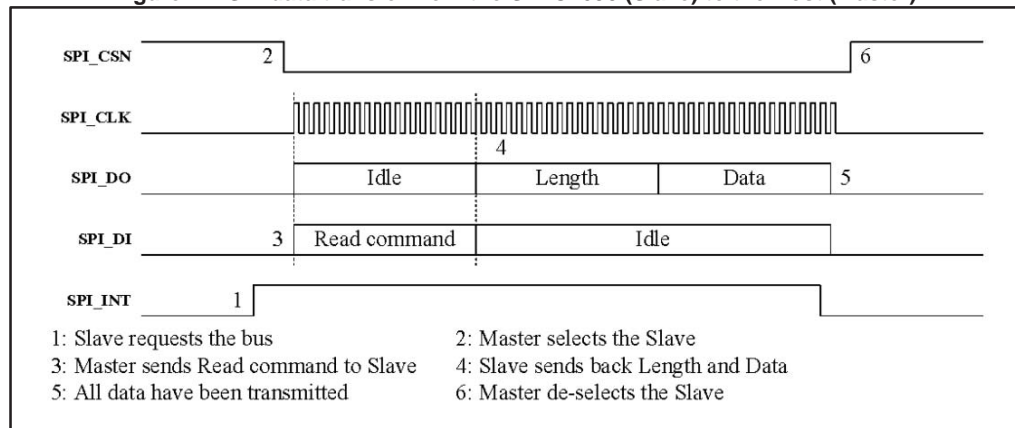 SPI_CSN 2 6
SPI_CLK
4
SPI_DO Idle Length Data 5
SPI_DI 3 Read command Idle
SPI_INT 1
1: Slave requests the bus 2: Master selects the Slave
3: Master sends Read command to Slave 4: Slave sends back Length and Data
5: All data have been transmitted 6: Master de-selects the Slave